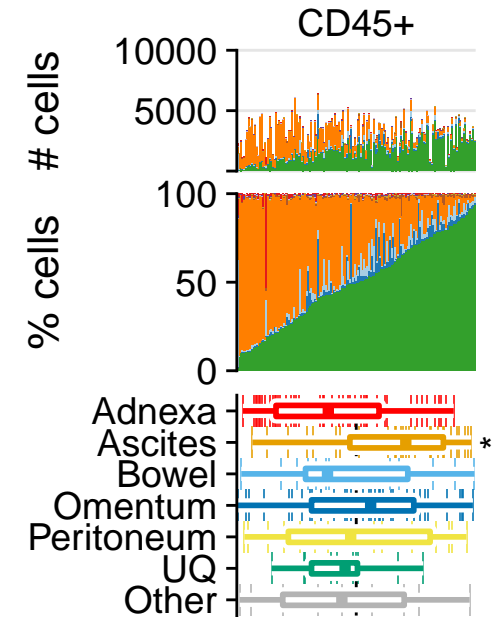 CD45+
10000
5000
# cells
100
50
0
% cells
Adnexa
Ascites
*
Bowel
Omentum
Peritoneum
UQ
Other